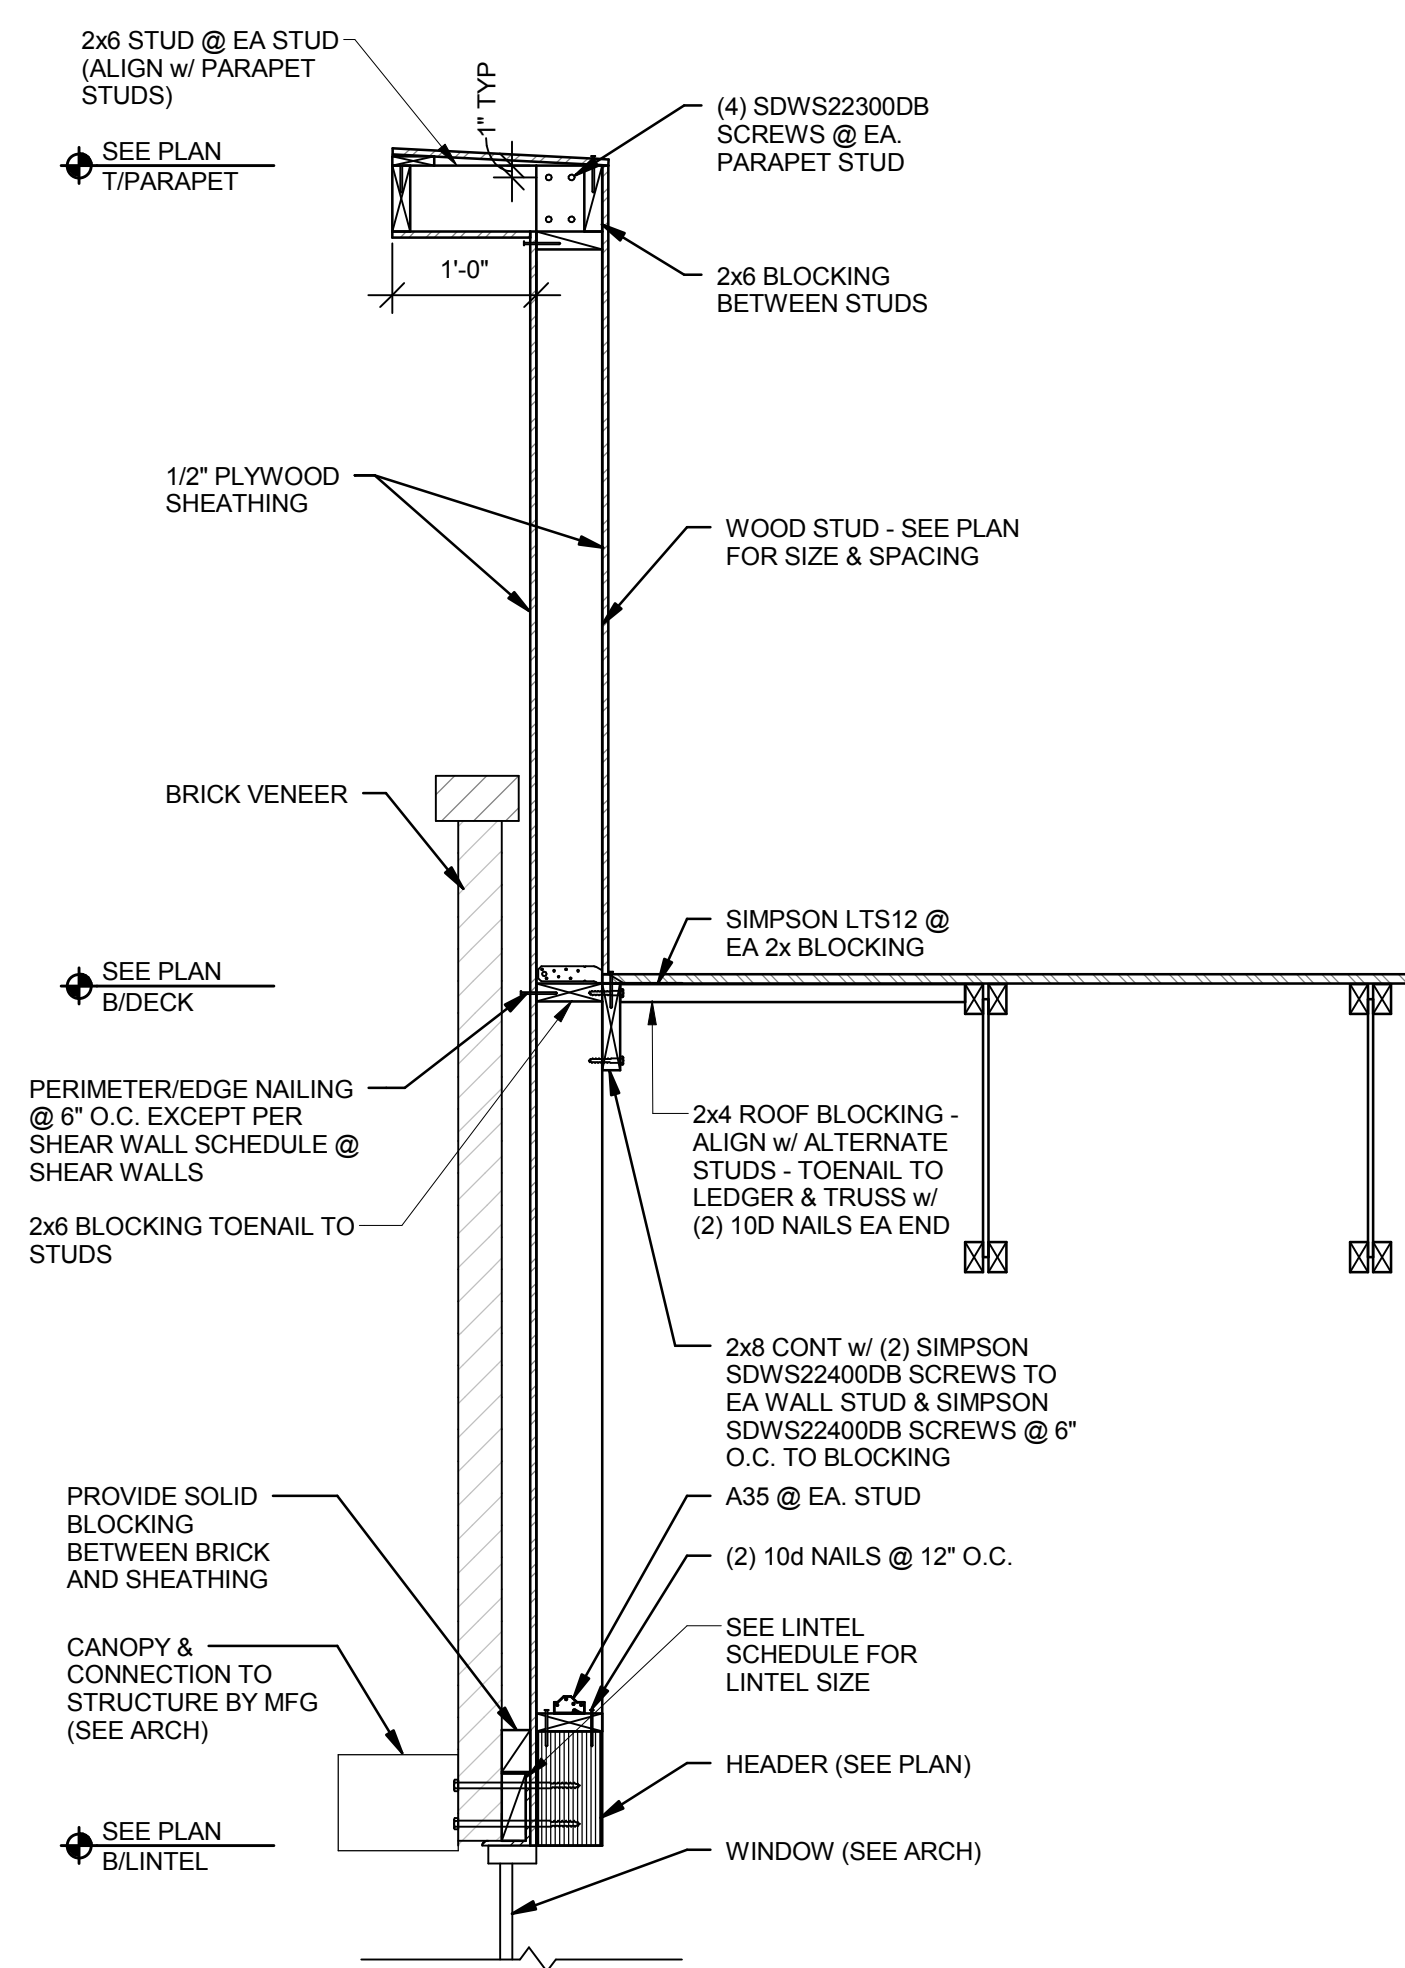 2x6 STUD @ EA STUD
(ALIGN w/ PARAPET
STUDS)
1" TYP
(4) SDWS22300DB
SCREWS @ EA.
PARAPET STUD
SEE PLAN
T/PARAPET
1'-0"
2x6 BLOCKING
BETWEEN STUDS
1/2" PLYWOOD
SHEATHING
WOOD STUD - SEE PLAN
FOR SIZE & SPACING
BRICK VENEER
SIMPSON LTS12 @
EA 2x BLOCKING
SEE PLAN
B/DECK
PERIMETER/EDGE NAILING
@ 6" O.C. EXCEPT PER
SHEAR WALL SCHEDULE @
SHEAR WALLS
2x4 ROOF BLOCKING -
ALIGN w/ ALTERNATE
STUDS - TOENAIL TO
LEDGER & TRUSS w/
(2) 10D NAILS EA END
2x6 BLOCKING TOENAIL TO
STUDS
2x8 CONT w/ (2) SIMPSON
SDWS22400DB SCREWS TO
EA WALL STUD & SIMPSON
SDWS22400DB SCREWS @ 6"
O.C. TO BLOCKING
PROVIDE SOLID
BLOCKING
BETWEEN BRICK
AND SHEATHING
A35 @ EA. STUD
(2) 10d NAILS @ 12" O.C.
SEE LINTEL
SCHEDULE FOR
LINTEL SIZE
CANOPY &
CONNECTION TO
STRUCTURE BY MFG
(SEE ARCH)
HEADER (SEE PLAN)
SEE PLAN
B/LINTEL
WINDOW (SEE ARCH)